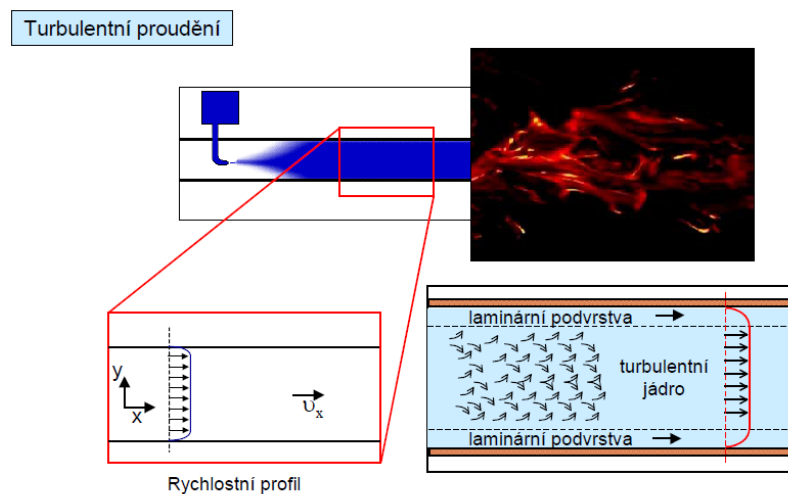 Turbulentní proudění
laminární podvrstva
turbulentní
jádro
laminární podvrstva
y
x
υx
Rychlostní profil